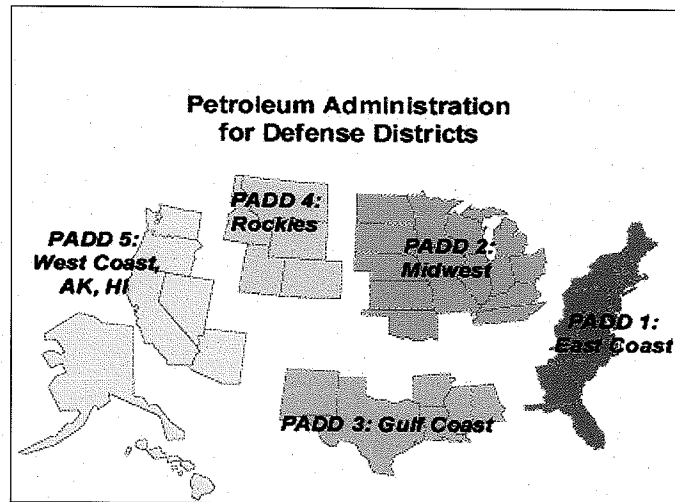 Petroleum Administration
for Defense Districts
PADD 4:
Rockies
PADD 5:
West Coast,
AK, HI
PADD 2:
Midwest
PADD 1:
East Coast
PADD 3: Gulf Coast